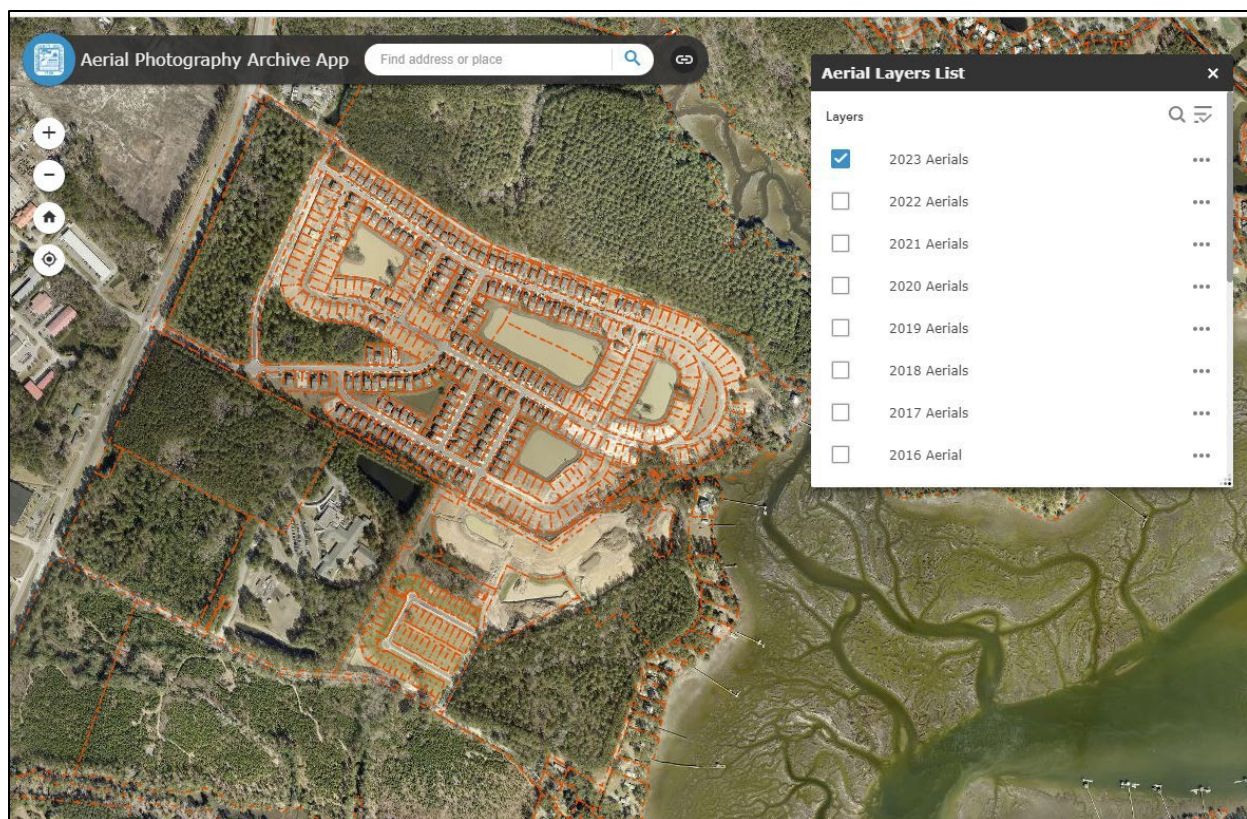 Aerial Photography Archive App
Find address or place
Aerial Layers List
Layers
2023 Aerials
2022 Aerials
2021 Aerials
2020 Aerials
2019 Aerials
2018 Aerials
2017 Aerials
2016 Aerial